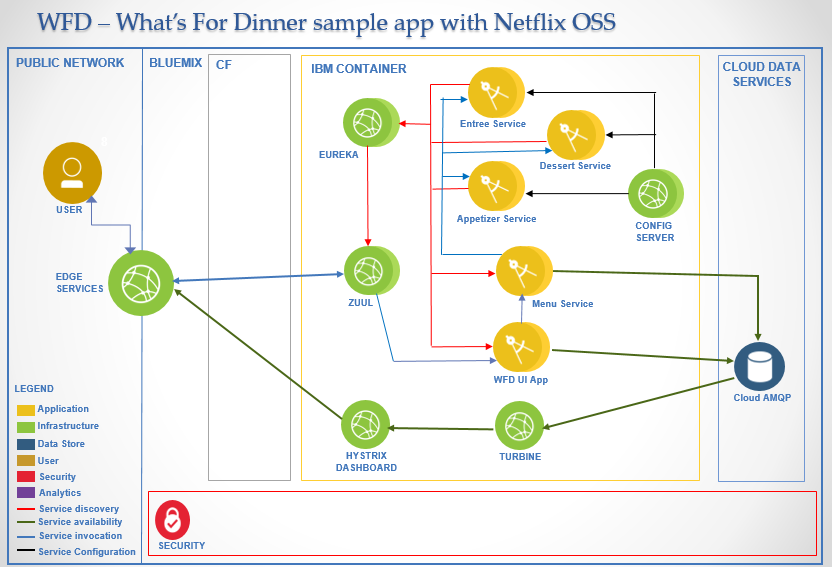 WFD – What's For Dinner sample app with Netflix OSS
PUBLIC NETWORK
BLUEMIX
CF
IBM CONTAINER
CLOUD DATA
SERVICES
Entree Service
EUREKA
Dessert Service
USER
Appetizer Service
CONFIG
SERVER
EDGE
SERVICES
ZUUL
Menu Service
WFD UI App
Cloud AMQP
HYSTRIX
DASHBOARD
TURBINE
LEGEND
Application
Infrastructure
Data Store
User
Security
Analytics
Service discovery
Service availability
Service invocation
Service Configuration
SECURITY